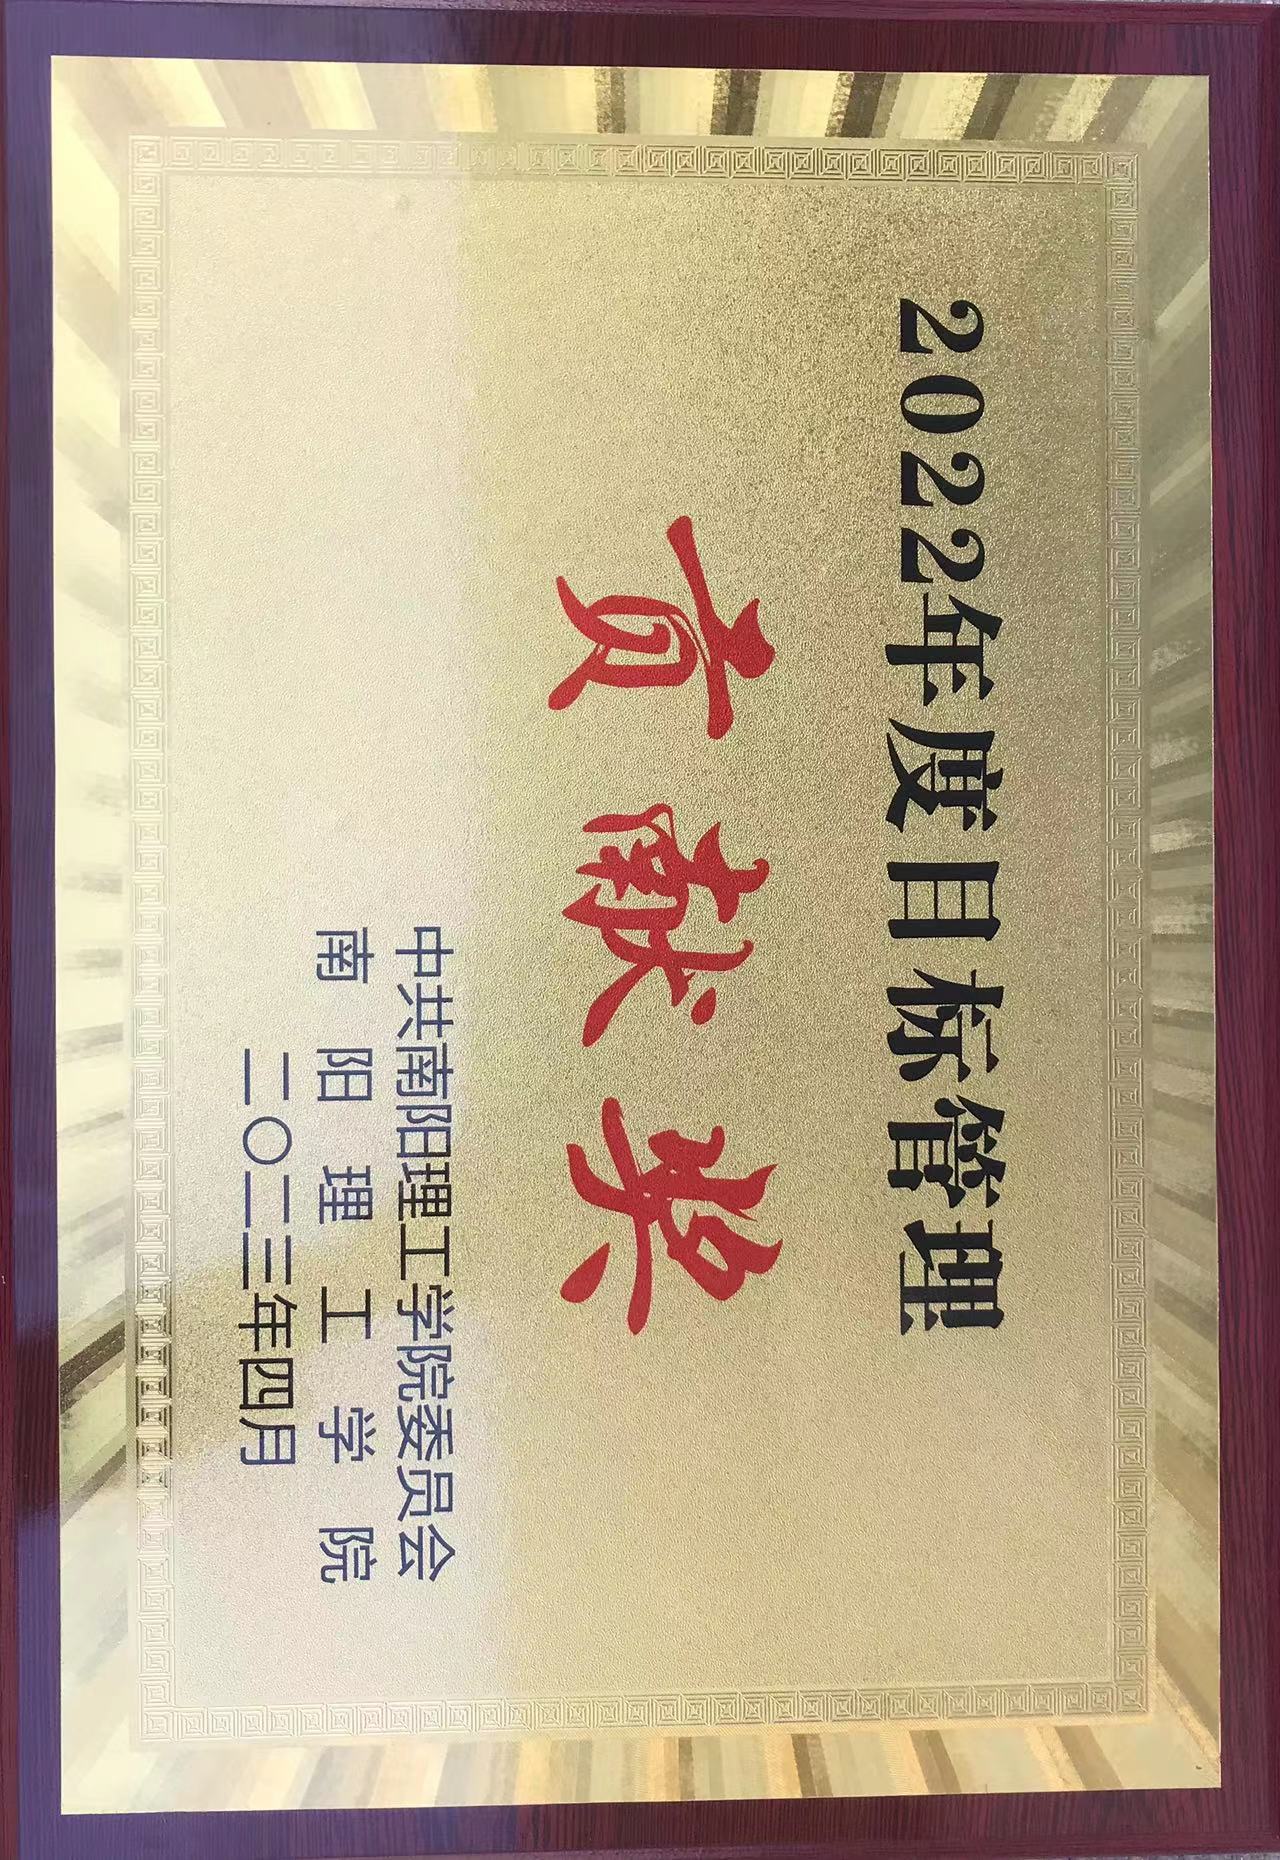 2022年度目标管理
贡献奖
中共南阳理工学院委员会
南阳理工学院
二〇二三年四月